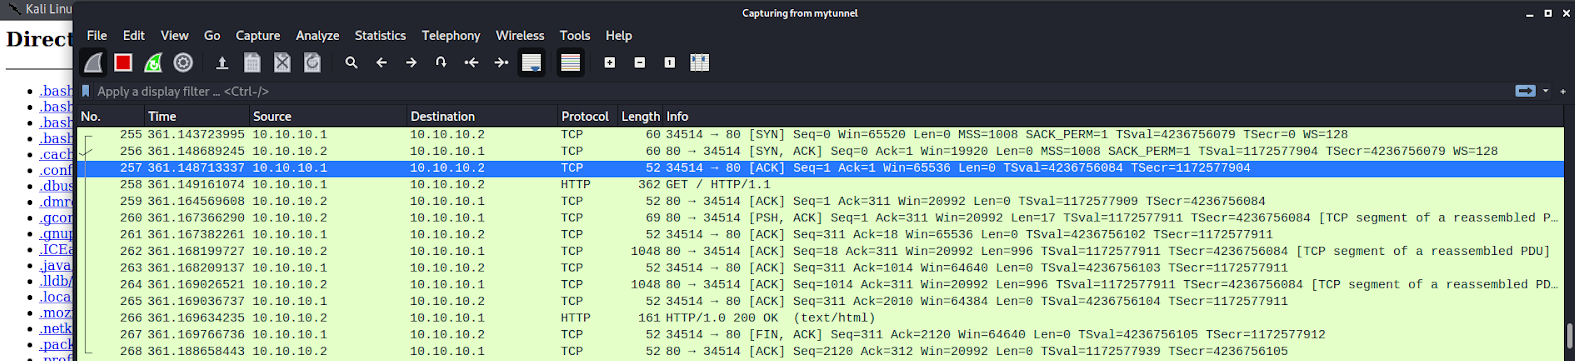 Kali Linu
Capturing from mytunnel
File Edit View Go Capture Analyze Statistics Telephony Wireless Tools Help
Direct
Apply a display filter … <Ctrl-/>
No. Time Source Destination Protocol Length Info
255 361.143723995 10.10.10.1 10.10.10.2 TCP 60 34514 → 80 [SYN] Seq=0 Win=65520 Len=0 MSS=1008 SACK_PERM=1 TSval=4236756079 TSecr=0 WS=128
256 361.148689245 10.10.10.2 10.10.10.1 TCP 60 80 → 34514 [SYN, ACK] Seq=0 Ack=1 Win=19920 Len=0 MSS=1008 SACK_PERM=1 TSval=1172577904 TSecr=4236756079 WS=128
257 361.148713337 10.10.10.1 10.10.10.2 TCP 52 34514 → 80 [ACK] Seq=1 Ack=1 Win=65536 Len=0 TSval=4236756084 TSecr=1172577904
258 361.149161074 10.10.10.1 10.10.10.2 HTTP 362 GET / HTTP/1.1
259 361.164569608 10.10.10.2 10.10.10.1 TCP 52 80 → 34514 [ACK] Seq=1 Ack=311 Win=20992 Len=0 TSval=1172577909 TSecr=4236756084
260 361.167366290 10.10.10.2 10.10.10.1 TCP 69 80 → 34514 [PSH, ACK] Seq=1 Ack=311 Win=20992 Len=17 TSval=1172577911 TSecr=4236756084 [TCP segment of a reassembled P…
261 361.167382261 10.10.10.1 10.10.10.2 TCP 52 34514 → 80 [ACK] Seq=311 Ack=18 Win=65536 Len=0 TSval=4236756102 TSecr=1172577911
262 361.168199727 10.10.10.2 10.10.10.1 TCP 1048 80 → 34514 [ACK] Seq=18 Ack=311 Win=20992 Len=996 TSval=1172577911 TSecr=4236756084 [TCP segment of a reassembled PDU]
263 361.168209137 10.10.10.1 10.10.10.2 TCP 52 34514 → 80 [ACK] Seq=311 Ack=1014 Win=64640 Len=0 TSval=4236756103 TSecr=1172577911
264 361.169026521 10.10.10.2 10.10.10.1 TCP 1048 80 → 34514 [ACK] Seq=1014 Ack=311 Win=20992 Len=996 TSval=1172577911 TSecr=4236756084 [TCP segment of a reassembled PD…
265 361.169036737 10.10.10.1 10.10.10.2 TCP 52 34514 → 80 [ACK] Seq=311 Ack=2010 Win=64384 Len=0 TSval=4236756104 TSecr=1172577911
266 361.169634235 10.10.10.2 10.10.10.1 HTTP 161 HTTP/1.0 200 OK (text/html)
267 361.169766736 10.10.10.1 10.10.10.2 TCP 52 34514 → 80 [FIN, ACK] Seq=311 Ack=2120 Win=64640 Len=0 TSval=4236756105 TSecr=1172577912
268 361.188658443 10.10.10.2 10.10.10.1 TCP 52 80 → 34514 [ACK] Seq=2120 Ack=312 Win=20992 Len=0 TSval=1172577939 TSecr=4236756105
.bash
.bash
.bash
.bash
.cach
.conf
.dbus
.dmrc
.gcon
.gnup
.ICEa
.java
.lldb/
.loca
.mozi
.netk
.pack